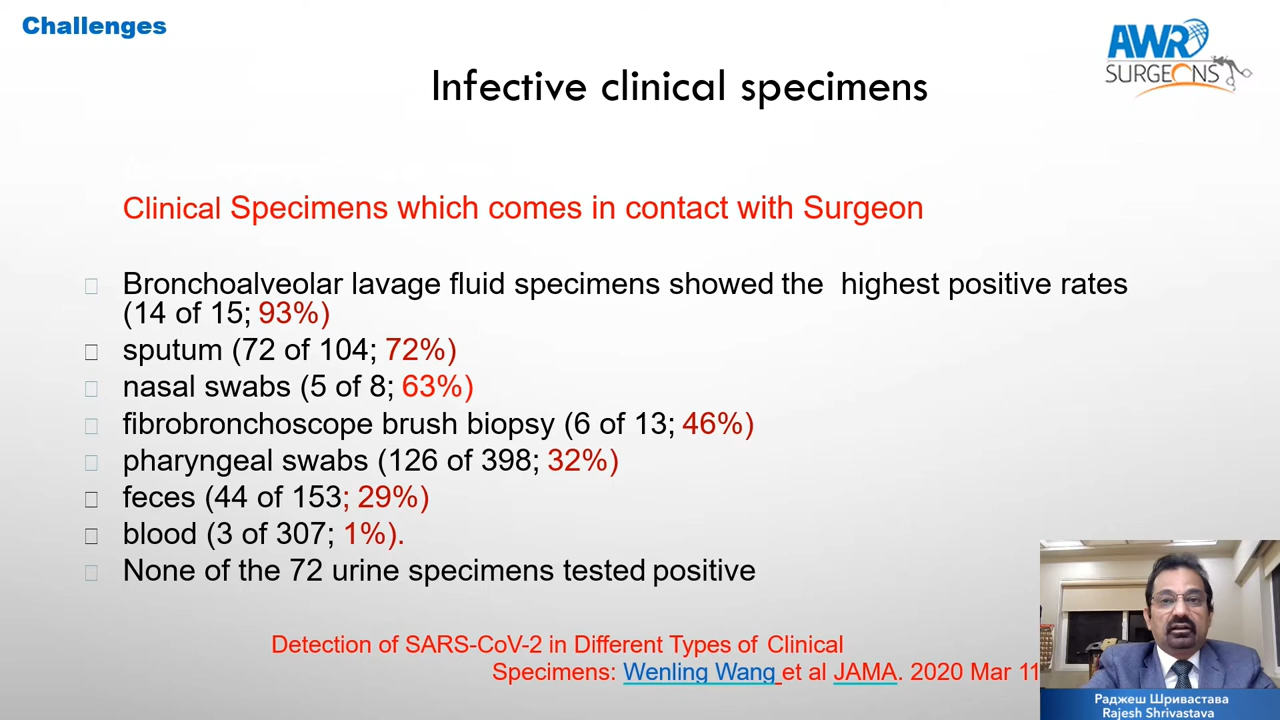 Challenges
AWR
SURGEONS
Infective clinical specimens
Clinical Specimens which comes in contact with Surgeon
Bronchoalveolar lavage fluid specimens showed the highest positive rates
(14 of 15; 93%)
sputum (72 of 104; 72%)
nasal swabs (5 of 8; 63%)
fibrobronchoscope brush biopsy (6 of 13; 46%)
pharyngeal swabs (126 of 398; 32%)
feces (44 of 153; 29%)
blood (3 of 307; 1%).
None of the 72 urine specimens tested positive
Detection of SARS-CoV-2 in Different Types of Clinical
Specimens: Wenling Wang et al JAMA. 2020 Mar 11
Раджеш Шривастава
Rajesh Shrivastava